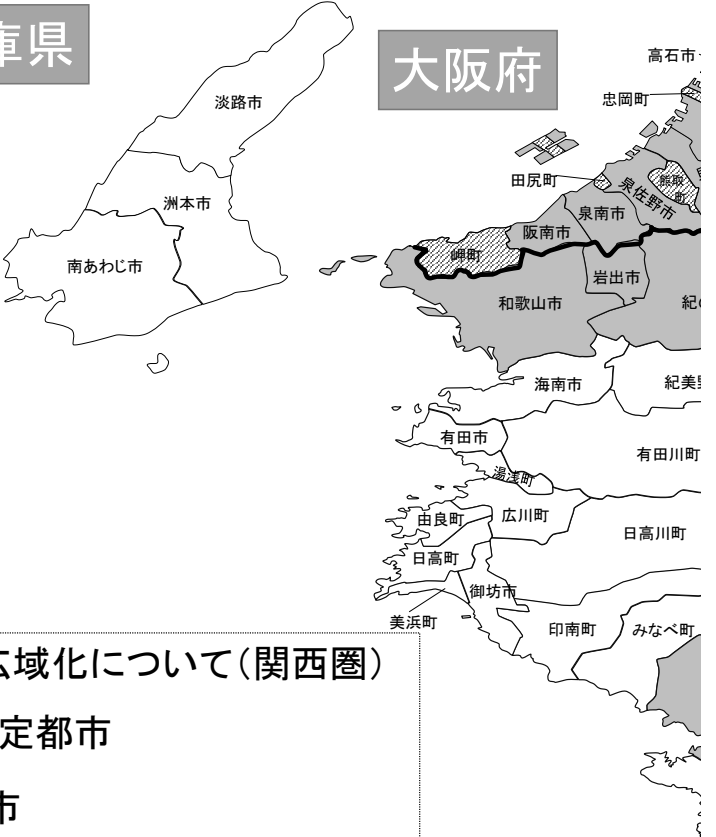 庫県
大阪府
高石市
淡路市
忠岡町
田尻町
熊取町
泉佐野市
洲本市
泉南市
阪南市
岬町
南あわじ市
岩出市
和歌山市
紀の
海南市
紀美野
有田市
有田川町
湯浅町
由良町
広川町
日高川町
日高町
御坊市
美浜町
印南町
みなべ町
広域化について（関西圏）
定都市
市